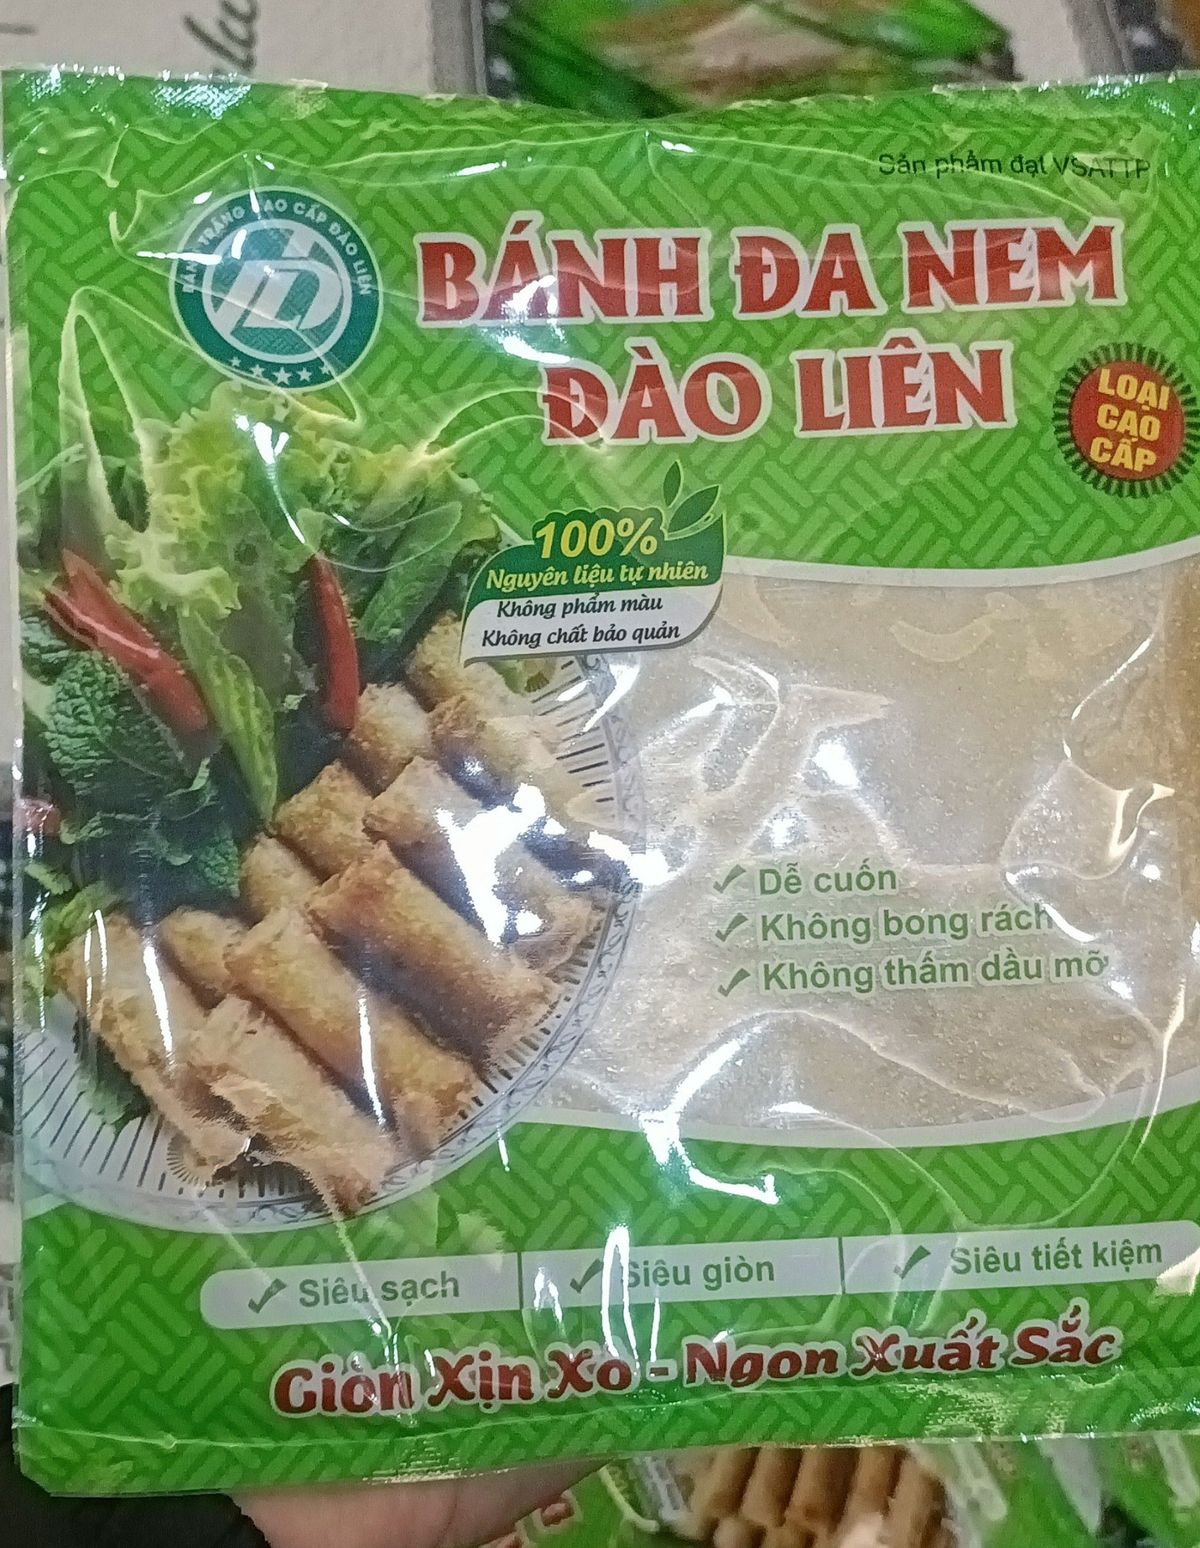 Sản phẩm đạt VSATTP
BÁNH TRÁNG CAO CẤP ĐÀO LIÊN
BÁNH ĐA NEM
ĐÀO LIÊN
LOẠI
CAO
CẤP
100%
Nguyên liệu tự nhiên
Không phẩm màu
Không chất bảo quản
Dễ cuốn
Không bong rách
Không thấm dầu mỡ
Siêu sạch
Siêu giòn
Siêu tiết kiệm
Giòn Xịn Xò - Ngon Xuất Sắc